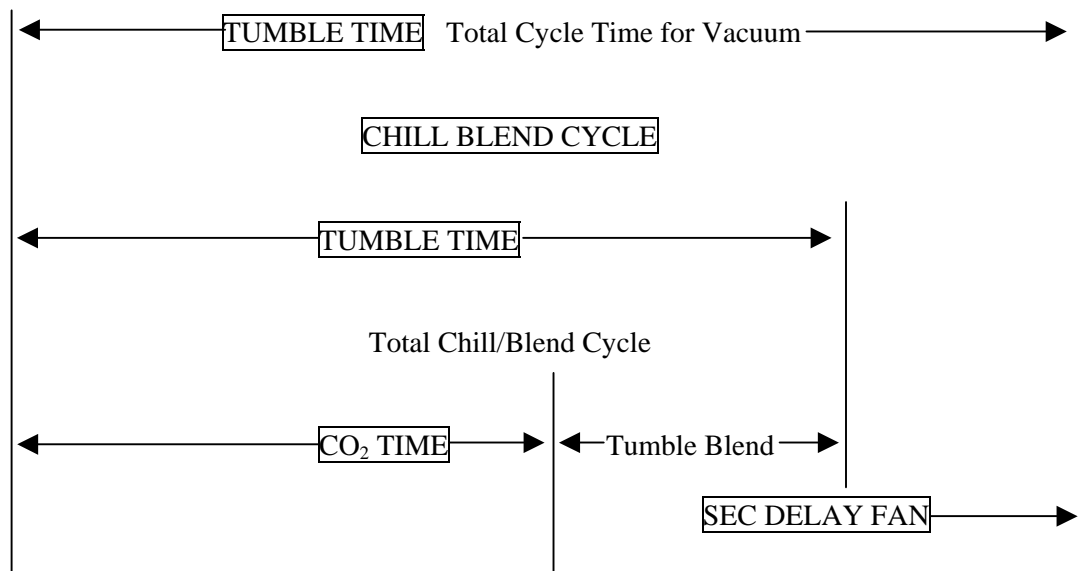 TUMBLE TIME Total Cycle Time for Vacuum
CHILL BLEND CYCLE
TUMBLE TIME
Total Chill/Blend Cycle
CO₂ TIME Tumble Blend
SEC DELAY FAN